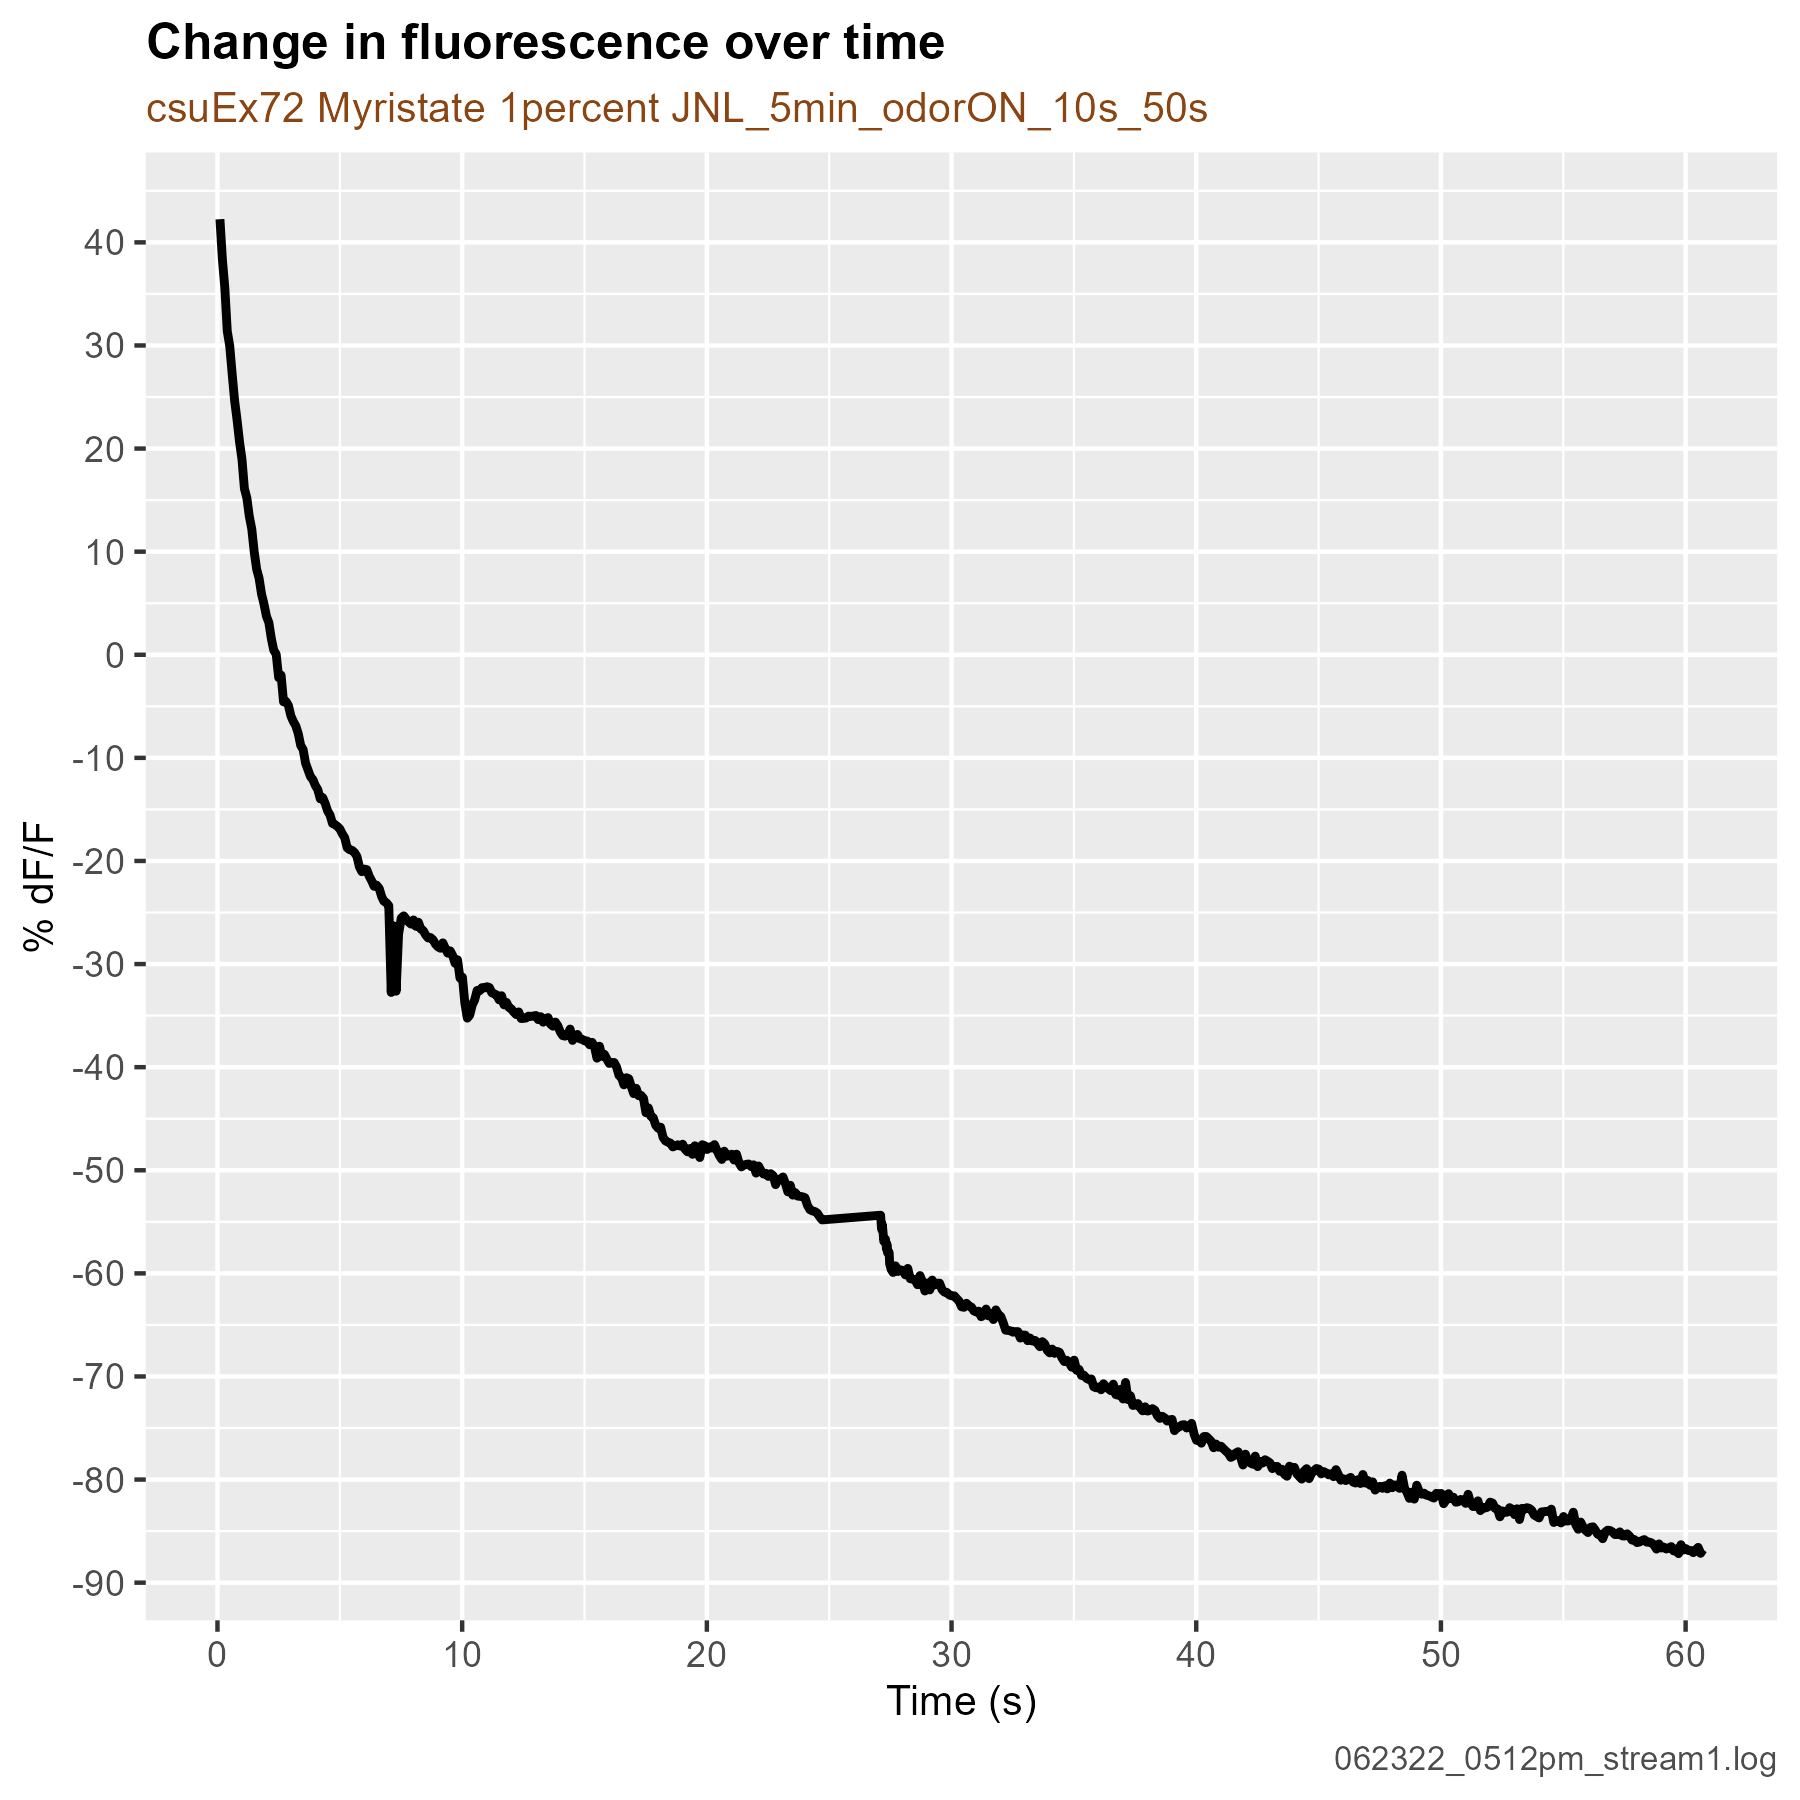 Change in fluorescence over time
csuEx72 Myristate 1percent JNL_5min_odorON_10s_50s
% dF/F
40
30
20
10
0
-10
-20
-30
-40
-50
-60
-70
-80
-90
0 10 20 30 40 50 60
Time (s)
062322_0512pm_stream1.log